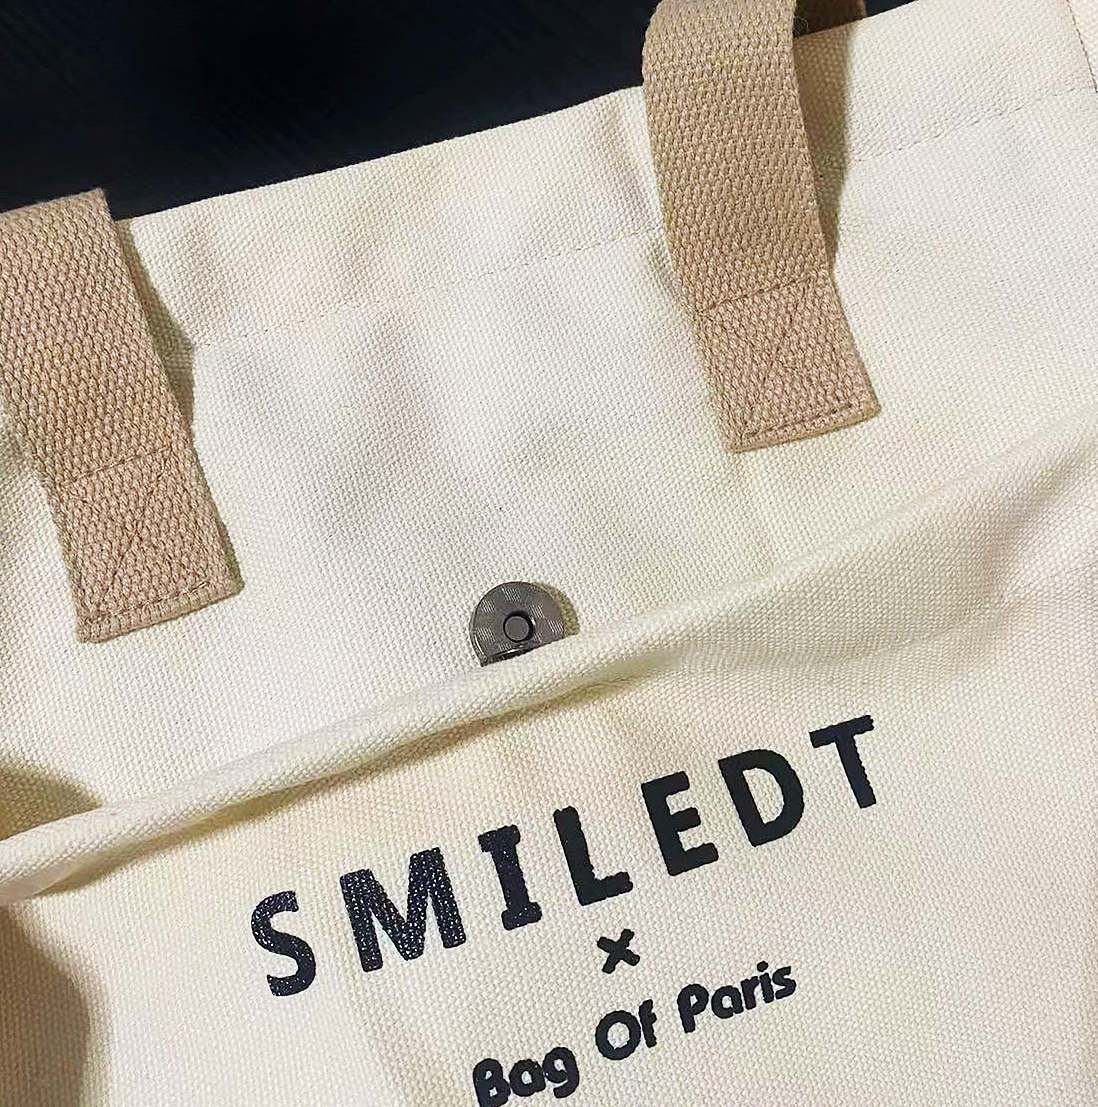 SMILEDT
×
Bag Of Paris